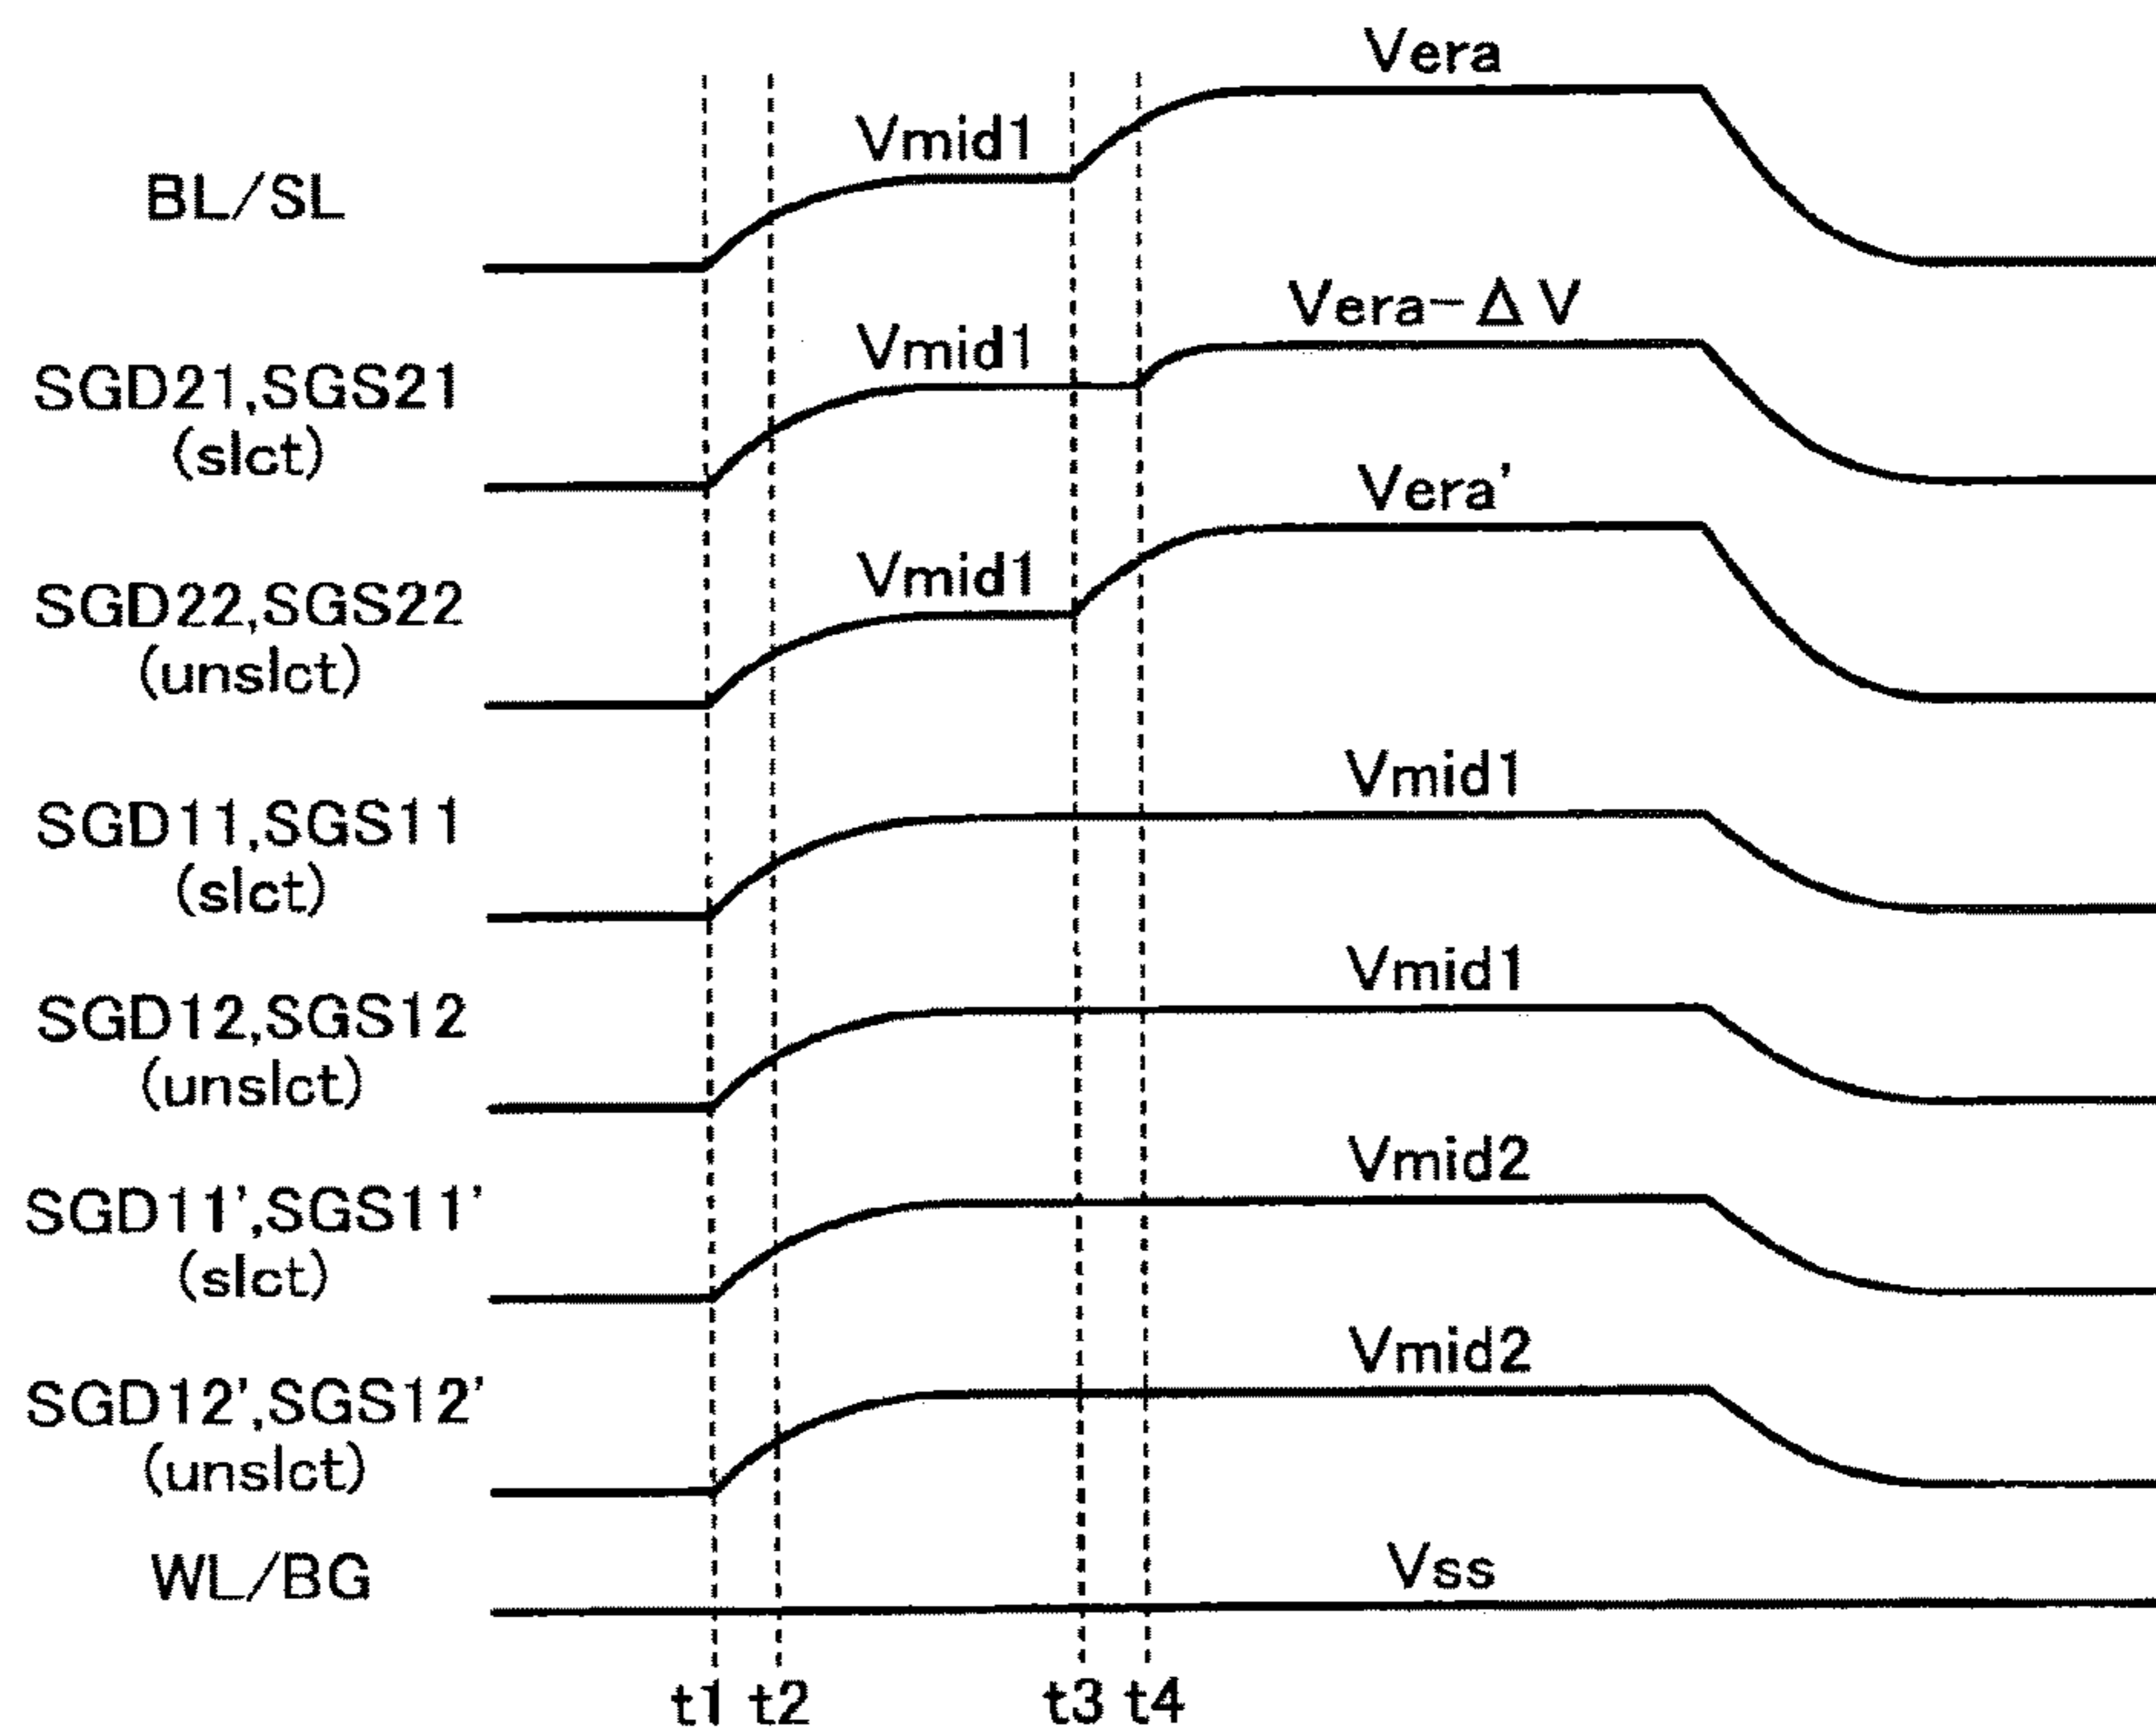 Vera
Vmid1
BL/SL
Vera-ΔV
Vmid1
SGD21,SGS21
(slct)
Vera'
Vmid1
SGD22,SGS22
(unslct)
Vmid1
SGD11,SGS11
(slct)
Vmid1
SGD12,SGS12
(unslct)
Vmid2
SGD11',SGS11'
(slct)
Vmid2
SGD12',SGS12'
(unslct)
Vss
WL/BG
t1 t2 t3 t4